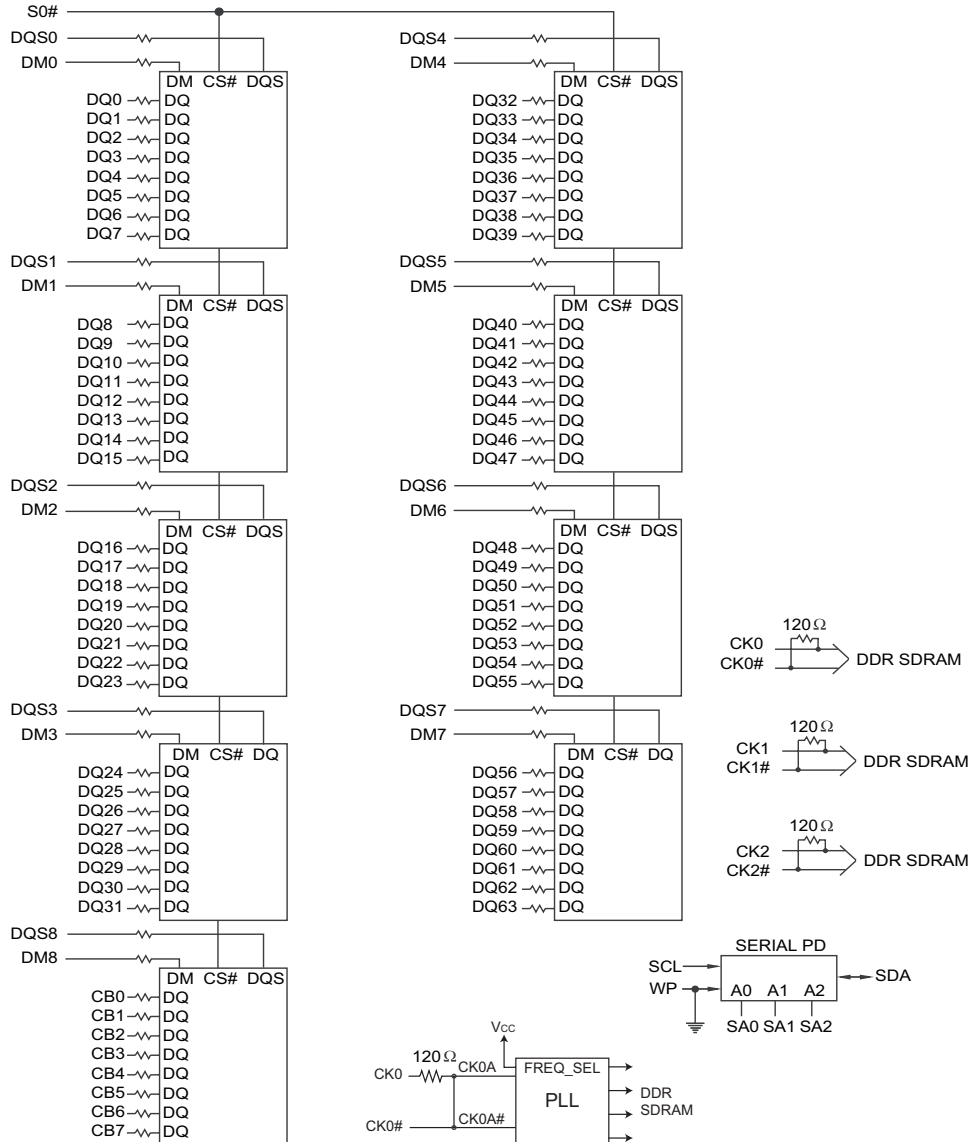 S0#
DQS0
DM0
DM CS# DQS
DQ0 DQ
DQ1 DQ
DQ2 DQ
DQ3 DQ
DQ4 DQ
DQ5 DQ
DQ6 DQ
DQ7 DQ
DQS1
DM1
DM CS# DQS
DQ8 DQ
DQ9 DQ
DQ10 DQ
DQ11 DQ
DQ12 DQ
DQ13 DQ
DQ14 DQ
DQ15 DQ
DQS2
DM2
DM CS# DQS
DQ16 DQ
DQ17 DQ
DQ18 DQ
DQ19 DQ
DQ20 DQ
DQ21 DQ
DQ22 DQ
DQ23 DQ
DQS3
DM3
DM CS# DQ
DQ24 DQ
DQ25 DQ
DQ26 DQ
DQ27 DQ
DQ28 DQ
DQ29 DQ
DQ30 DQ
DQ31 DQ
DQS8
DM8
DM CS# DQS
CB0 DQ
CB1 DQ
CB2 DQ
CB3 DQ
CB4 DQ
CB5 DQ
CB6 DQ
CB7 DQ
DQS4
DM4
DM CS# DQS
DQ32 DQ
DQ33 DQ
DQ34 DQ
DQ35 DQ
DQ36 DQ
DQ37 DQ
DQ38 DQ
DQ39 DQ
DQS5
DM5
DM CS# DQS
DQ40 DQ
DQ41 DQ
DQ42 DQ
DQ43 DQ
DQ44 DQ
DQ45 DQ
DQ46 DQ
DQ47 DQ
DQS6
DM6
DM CS# DQS
DQ48 DQ
DQ49 DQ
DQ50 DQ
DQ51 DQ
DQ52 DQ
DQ53 DQ
DQ54 DQ
DQ55 DQ
DQS7
DM7
DM CS# DQ
DQ56 DQ
DQ57 DQ
DQ58 DQ
DQ59 DQ
DQ60 DQ
DQ61 DQ
DQ62 DQ
DQ63 DQ
120Ω
CK0
CK0#
DDR SDRAM
120Ω
CK1
CK1#
DDR SDRAM
120Ω
CK2
CK2#
DDR SDRAM
SERIAL PD
SCL
WP
A0 A1 A2
SDA
SA0 SA1 SA2
Vcc
120Ω
CK0 CK0A
FREQ_SEL
PLL
DDR
SDRAM
CK0# CK0A#